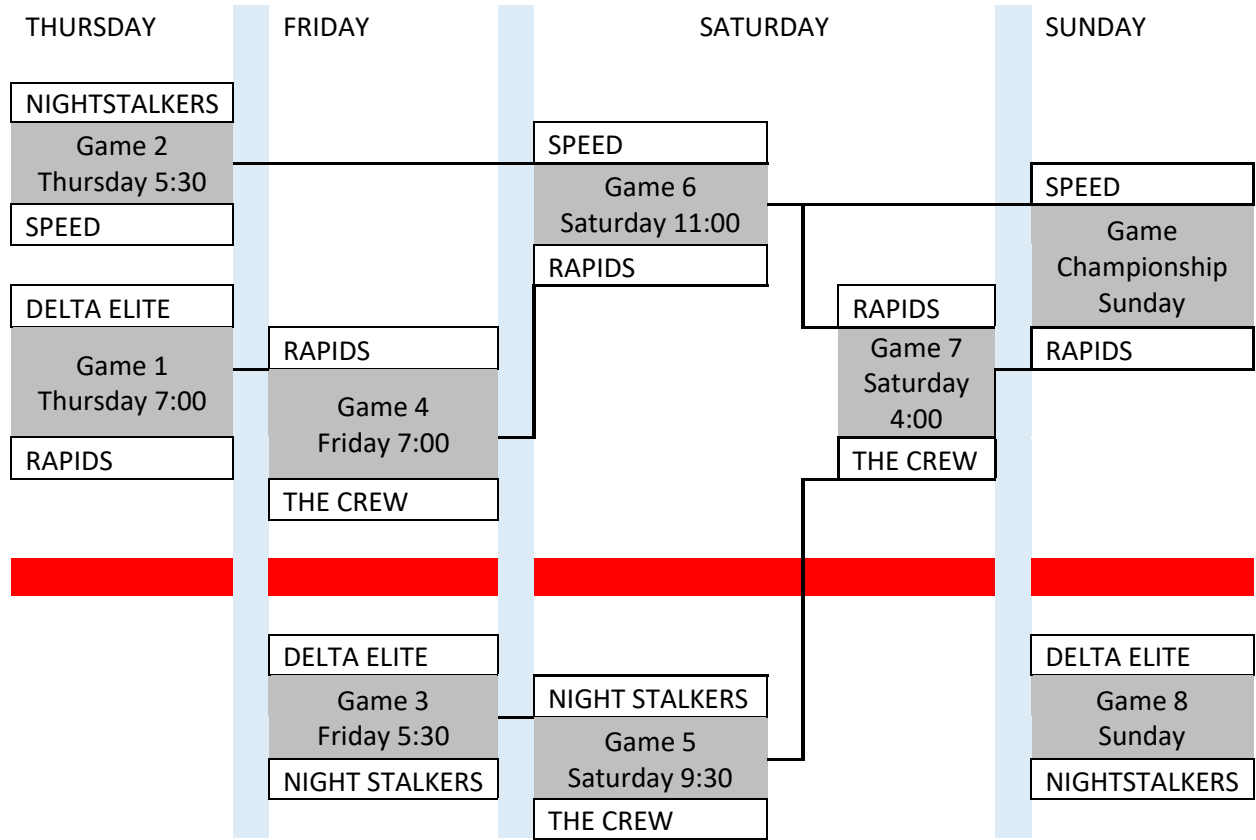 THURSDAY
FRIDAY
SATURDAY
SUNDAY
NIGHTSTALKERS
Game 2
Thursday 5:30
SPEED
DELTA ELITE
Game 1
Thursday 7:00
RAPIDS
RAPIDS
Game 4
Friday 7:00
THE CREW
SPEED
Game 6
Saturday 11:00
RAPIDS
RAPIDS
Game 7
Saturday
4:00
THE CREW
SPEED
Game
Championship
Sunday
RAPIDS
DELTA ELITE
Game 3
Friday 5:30
NIGHT STALKERS
NIGHT STALKERS
Game 5
Saturday 9:30
THE CREW
DELTA ELITE
Game 8
Sunday
NIGHTSTALKERS